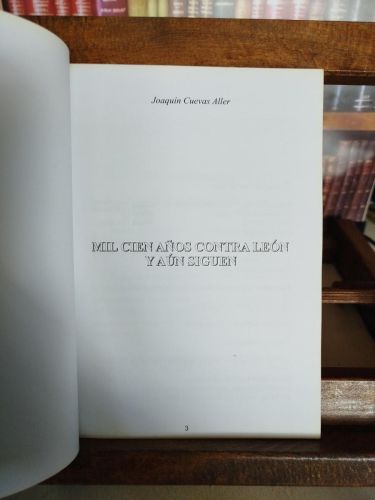 Joaquín Cuevas Aller
MIL CIEN AÑOS CONTRA LEÓN
Y AÚN SIGUEN
3